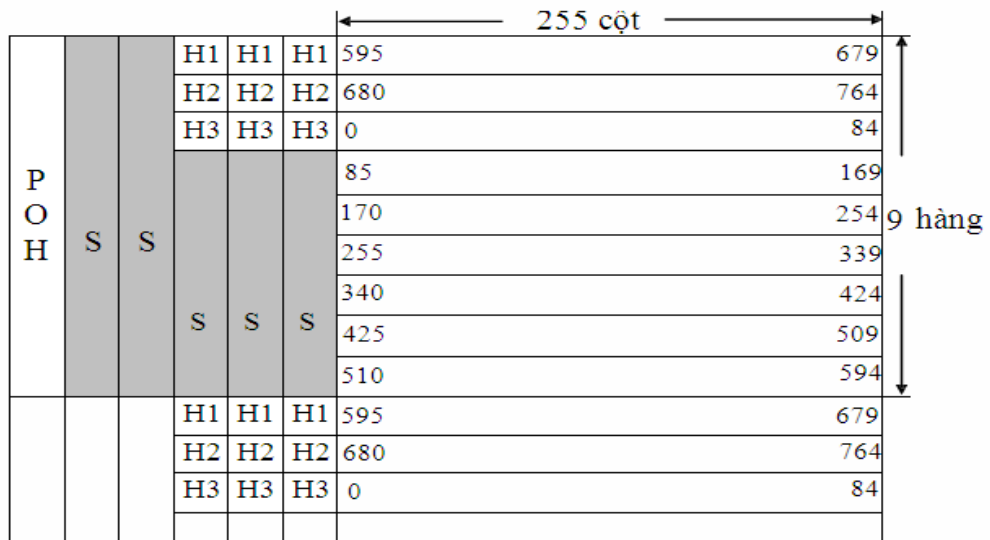 255 cột
H1 H1 H1 595 679
H2 H2 H2 680 764
H3 H3 H3 0 84
85 169
P O H
S S
170 254
9 hàng
255 339
340 424
S S S
425 509
510 594
H1 H1 H1 595 679
H2 H2 H2 680 764
H3 H3 H3 0 84